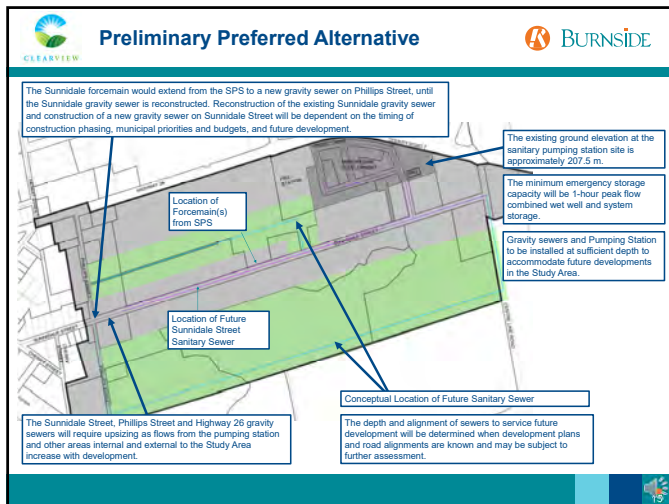 CLEARVIEW
Preliminary Preferred Alternative
BURNSIDE
The Sunnidale forcemain would extend from the SPS to a new gravity sewer on Phillips Street, until
the Sunnidale gravity sewer is reconstructed. Reconstruction of the existing Sunnidale gravity sewer
and construction of a new gravity sewer on Sunnidale Street will be dependent on the timing of
construction phasing, municipal priorities and budgets, and future development.
The existing ground elevation at the
sanitary pumping station site is
approximately 207.5 m.
The minimum emergency storage
capacity will be 1-hour peak flow
combined wet well and system
storage.
Gravity sewers and Pumping Station
to be installed at sufficient depth to
accommodate future developments
in the Study Area.
HIGHWAY 26
Location of
Forcemain(s)
from SPS
Location of Future
Sunnidale Street
Sanitary Sewer
Conceptual Location of Future Sanitary Sewer
The Sunnidale Street, Phillips Street and Highway 26 gravity
sewers will require upsizing as flows from the pumping station
and other areas internal and external to the Study Area
increase with development.
The depth and alignment of sewers to service future
development will be determined when development plans
and road alignments are known and may be subject to
further assessment.
15